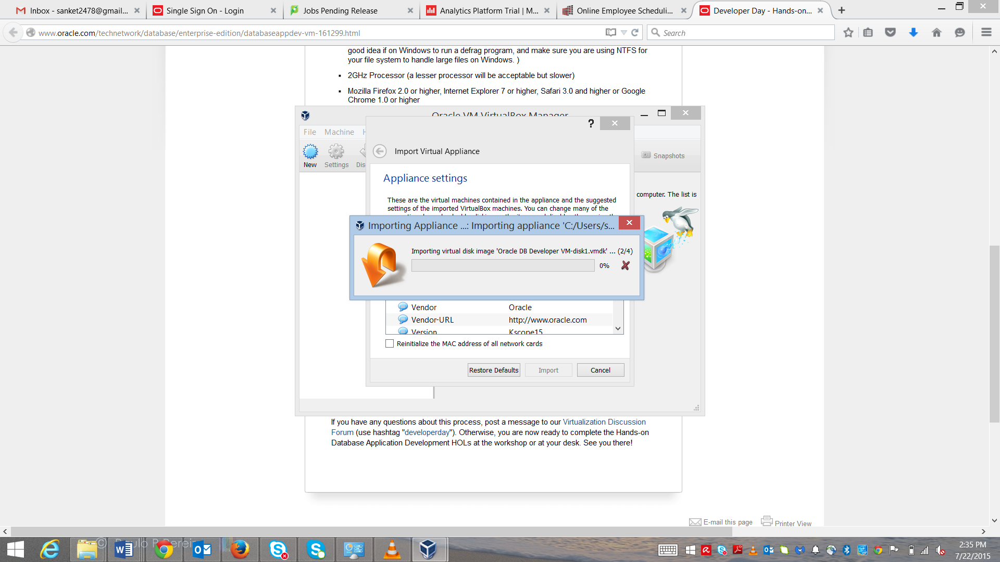 Inbox - sanket2478@gmail...
Single Sign On - Login
Jobs Pending Release
Analytics Platform Trial | M...
Online Employee Scheduli...
Developer Day - Hands-on...
www.oracle.com/technetwork/database/enterprise-edition/databaseappdev-vm-161299.html
Search
good idea if on Windows to run a defrag program, and make sure you are using NTFS for
your file system to handle large files on Windows. )
2GHz Processor (a lesser processor will be acceptable but slower)
Mozilla Firefox 2.0 or higher, Internet Explorer 7 or higher, Safari 3.0 and higher or Google
Chrome 1.0 or higher
Oracle VM VirtualBox Manager
File Machine H
?
Import Virtual Appliance
New Settings Dis
Snapshots
Appliance settings
computer. The list is
These are the virtual machines contained in the appliance and the suggested
settings of the imported VirtualBox machines. You can change many of the
Importing Appliance ...: Importing appliance 'C:/Users/s...
Importing virtual disk image 'Oracle DB Developer VM-disk1.vmdk' ... (2/4)
0%
Vendor Oracle
Vendor-URL http://www.oracle.com
Version Kscope15
Reinitialize the MAC address of all network cards
Restore Defaults Import Cancel
If you have any questions about this process, post a message to our Virtualization Discussion
Forum (use hashtag "developerday"). Otherwise, you are now ready to complete the Hands-on
Database Application Development HOLs at the workshop or at your desk. See you there!
E-mail this page Printer View
2:35 PM
7/22/2015